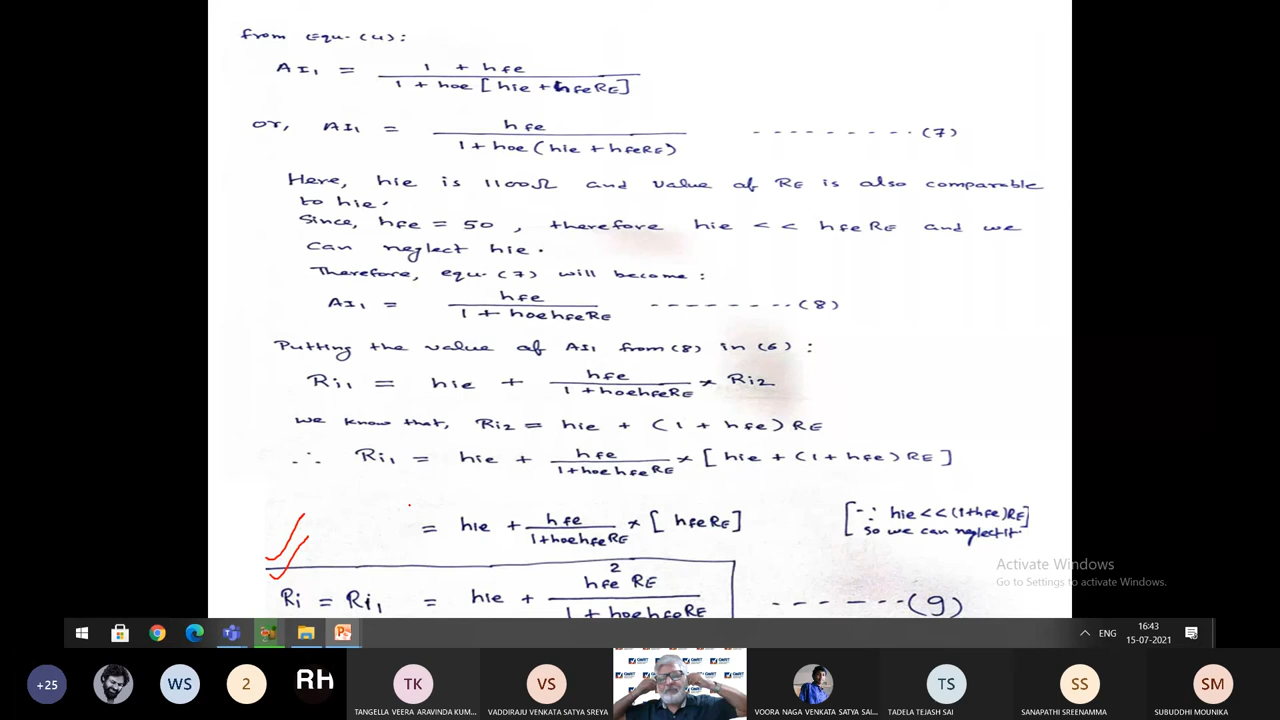 from Equ. (4):
AI₁ = 1 + hfe / 1 + hoe [hie + hfeRE]
or, AI₁ = hfe / 1 + hoe (hie + hfeRE) ---------- (7)
Here, hie is 1100Ω and value of RE is also comparable
to hie.
Since, hfe = 50, therefore hie << hfeRE and we
can neglect hie.
Therefore, equ. (7) will become:
AI₁ = hfe / 1 + hoehfeRE --------- (8)
Putting the value of AI₁ from (8) in (6):
Ri₁ = hie + hfe / 1 + hoehfeRE * Ri2
We know that, Ri2 = hie + (1 + hfe) RE
∴ Ri₁ = hie + hfe / 1+hoehfeRE * [hie + (1+hfe) RE]
= hie + hfe / 1+hoehfeRE * [hfeRE]
[∵ hie << (1+hfe)RE]
so we can neglect it.
Ri = Ri₁ = hie + hfe² RE / 1 + hoehfeRE ------- (9)
Activate Windows
Go to Settings to activate Windows.
ENG
16:43
15-07-2021
+25
WS
2
RH
TK
VS
TS
SS
SM
TANGELLA VEERA ARAVINDA KUM...
VADDIRAJU VENKATA SATYA SREYA
GMRIT
VOORA NAGA VENKATA SATYA SAI...
TADELA TEJASH SAI
SANAPATHI SREENAMMA
SUBUDDHI MOUNIKA